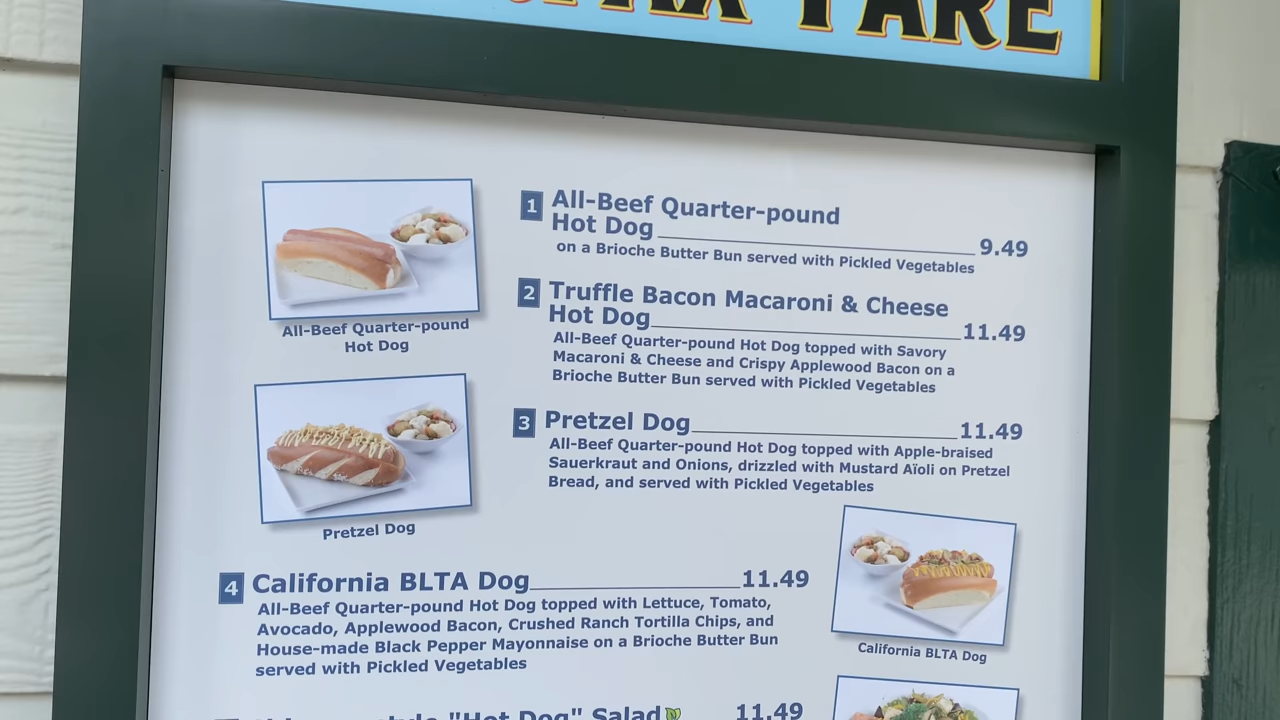 FARE
1 All-Beef Quarter-pound
Hot Dog 9.49
on a Brioche Butter Bun served with Pickled Vegetables
2 Truffle Bacon Macaroni & Cheese
Hot Dog 11.49
All-Beef Quarter-pound Hot Dog topped with Savory
Macaroni & Cheese and Crispy Applewood Bacon on a
Brioche Butter Bun served with Pickled Vegetables
All-Beef Quarter-pound
Hot Dog
3 Pretzel Dog 11.49
All-Beef Quarter-pound Hot Dog topped with Apple-braised
Sauerkraut and Onions, drizzled with Mustard Aïoli on Pretzel
Bread, and served with Pickled Vegetables
Pretzel Dog
4 California BLTA Dog 11.49
All-Beef Quarter-pound Hot Dog topped with Lettuce, Tomato,
Avocado, Applewood Bacon, Crushed Ranch Tortilla Chips, and
House-made Black Pepper Mayonnaise on a Brioche Butter Bun
served with Pickled Vegetables
California BLTA Dog
"Hot Dog" Salad 11.49